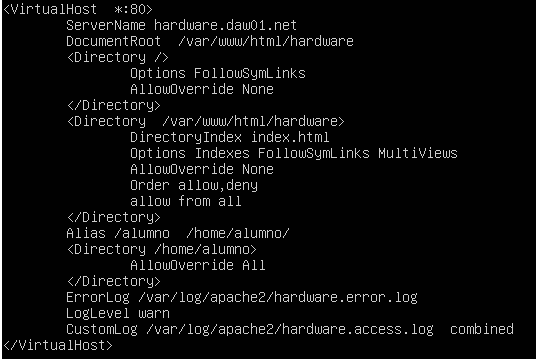 <VirtualHost  *:80>
        ServerName hardware.daw01.net
        DocumentRoot  /var/www/html/hardware
        <Directory />
                Options FollowSymLinks
                AllowOverride None
        </Directory>
        <Directory  /var/www/html/hardware>
                DirectoryIndex index.html
                Options Indexes FollowSymLinks MultiViews
                AllowOverride None
                Order allow,deny
                allow from all
        </Directory>
        Alias /alumno  /home/alumno/
        <Directory /home/alumno>
                AllowOverride All
        </Directory>
        ErrorLog /var/log/apache2/hardware.error.log
        LogLevel warn
        CustomLog /var/log/apache2/hardware.access.log  combined
</VirtualHost>